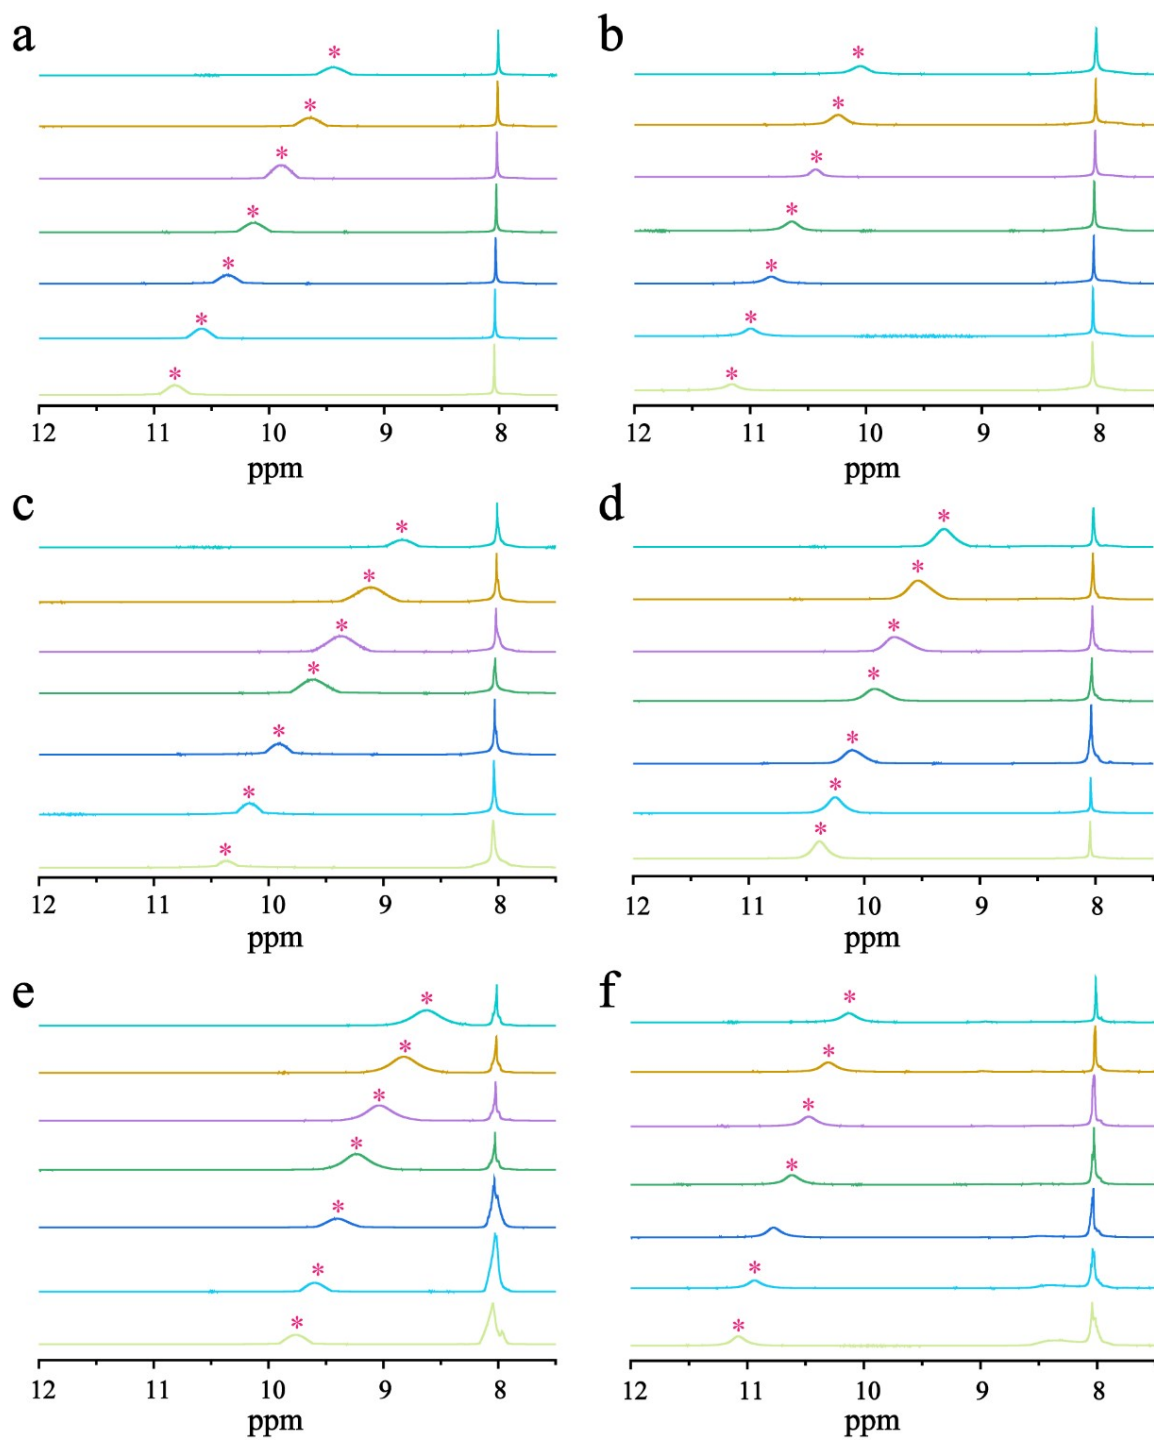 a
* * * * * * *
12 11 10 9 8
ppm
b
* * * * * * *
12 11 10 9 8
ppm
c
* * * * * * *
12 11 10 9 8
ppm
d
* * * * * * *
12 11 10 9 8
ppm
e
* * * * * * *
12 11 10 9 8
ppm
f
* * * * * *
12 11 10 9 8
ppm